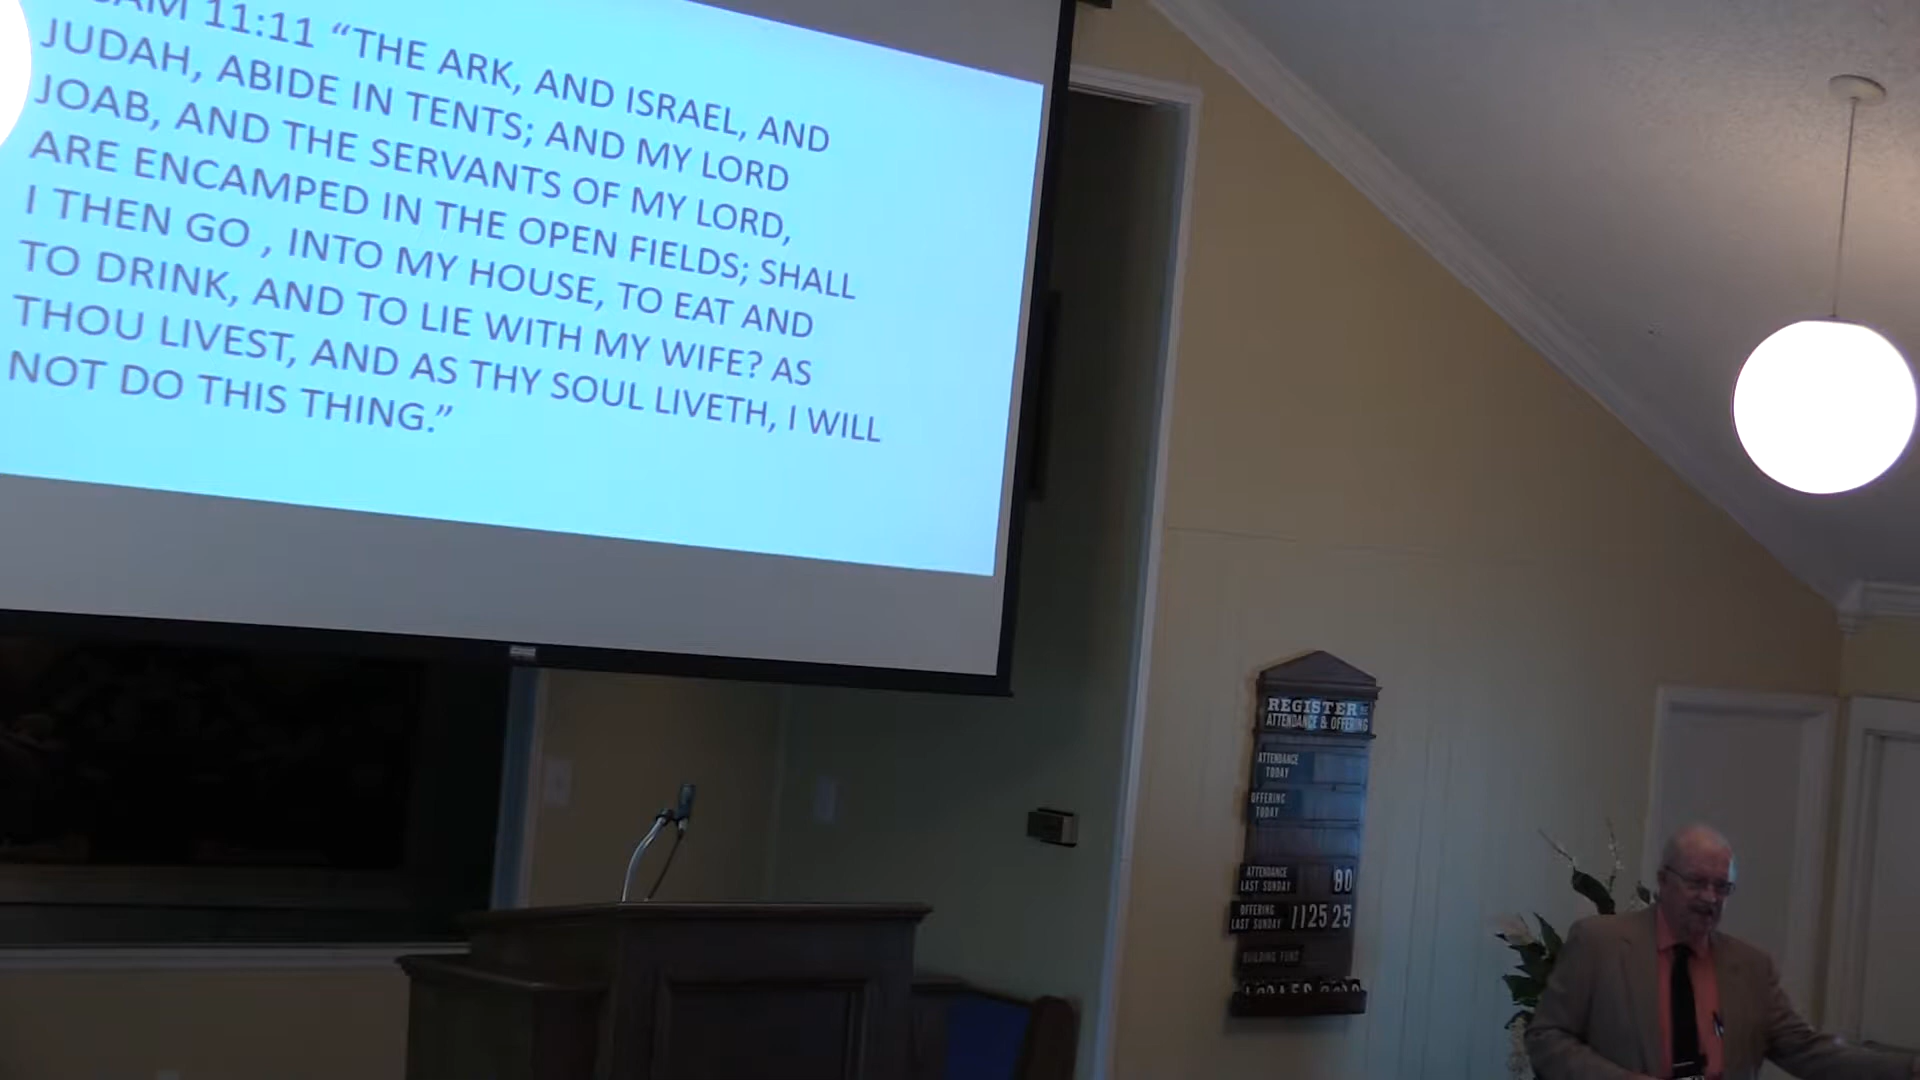 11:11 “THE ARK, AND ISRAEL, AND
JUDAH, ABIDE IN TENTS; AND MY LORD
JOAB, AND THE SERVANTS OF MY LORD,
ARE ENCAMPED IN THE OPEN FIELDS; SHALL
I THEN GO , INTO MY HOUSE, TO EAT AND
TO DRINK, AND TO LIE WITH MY WIFE? AS
THOU LIVEST, AND AS THY SOUL LIVETH, I WILL
NOT DO THIS THING.”
REGISTER OF
ATTENDANCE & OFFERING
ATTENDANCE
TODAY
OFFERING
TODAY
ATTENDANCE
LAST SUNDAY 80
OFFERING
LAST SUNDAY 1125 25
BUILDING FUND